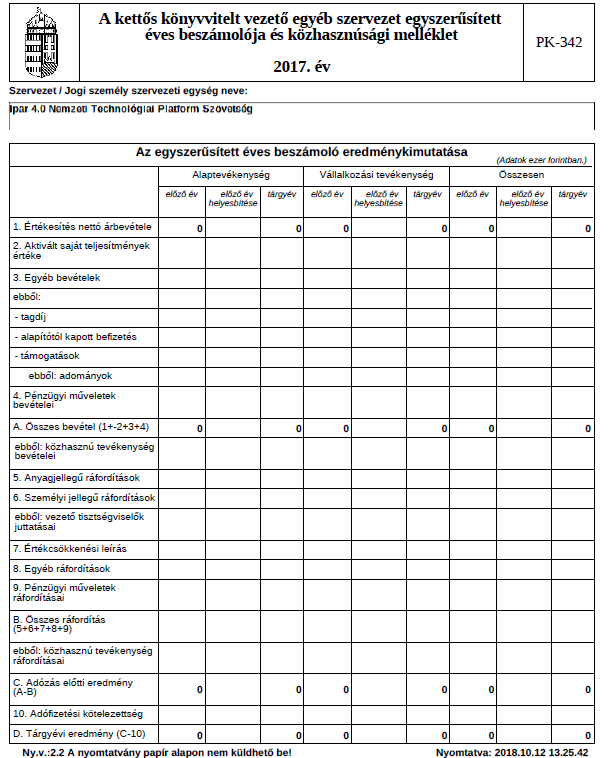 A kettős könyvvitelt vezető egyéb szervezet egyszerűsített
éves beszámolója és közhasznúsági melléklet
2017. év
PK-342
Szervezet / Jogi személy szervezeti egység neve:
Ipar 4.0 Nemzeti Technológiai Platform Szövetség
Az egyszerűsített éves beszámoló eredménykimutatása
(Adatok ezer forintban.)
Alaptevékenység Vállalkozási tevékenység Összesen
előző év előző év helyesbítése tárgyév előző év előző év helyesbítése tárgyév előző év előző év helyesbítése tárgyév
1. Értékesítés nettó árbevétele 0 0 0 0 0 0
2. Aktivált saját teljesítmények
értéke
3. Egyéb bevételek
ebből:
- tagdíj
- alapítótól kapott befizetés
- támogatások
ebből: adományok
4. Pénzügyi műveletek
bevételei
A. Összes bevétel (1+-2+3+4) 0 0 0 0 0 0
ebből: közhasznú tevékenység
bevételei
5. Anyagjellegű ráfordítások
6. Személyi jellegű ráfordítások
ebből: vezető tisztségviselők
juttatásai
7. Értékcsökkenési leírás
8. Egyéb ráfordítások
9. Pénzügyi műveletek
ráfordításai
B. Összes ráfordítás
(5+6+7+8+9)
ebből: közhasznú tevékenység
ráfordításai
C. Adózás előtti eredmény
(A-B) 0 0 0 0 0 0
10. Adófizetési kötelezettség
D. Tárgyévi eredmény (C-10) 0 0 0 0 0 0
Ny.v.:2.2 A nyomtatvány papír alapon nem küldhető be! Nyomtatva: 2018.10.12 13.25.42